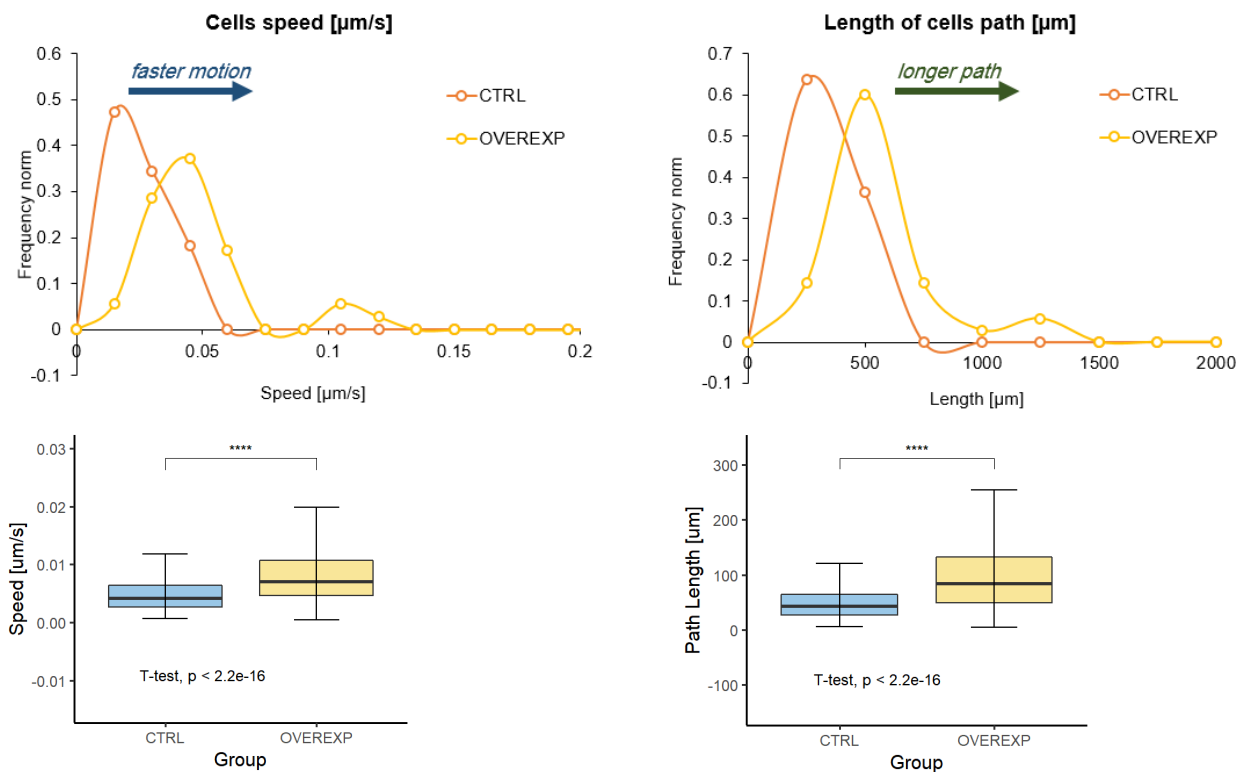 Cells speed [µm/s]
0.6
0.5
0.4
0.3
0.2
0.1
0
-0.1
Frequency norm
faster motion
CTRL
OVEREXP
0
0.05
0.1
0.15
0.2
Speed [µm/s]
Length of cells path [µm]
0.7
0.6
0.5
0.4
0.3
0.2
0.1
0
-0.1
Frequency norm
longer path
CTRL
OVEREXP
0
500
1000
1500
2000
Length [µm]
0.03
0.02
0.01
0.00
-0.01
Speed [um/s]
****
T-test, p < 2.2e-16
CTRL
OVEREXP
Group
300
200
100
0
-100
Path Length [um]
****
T-test, p < 2.2e-16
CTRL
OVEREXP
Group